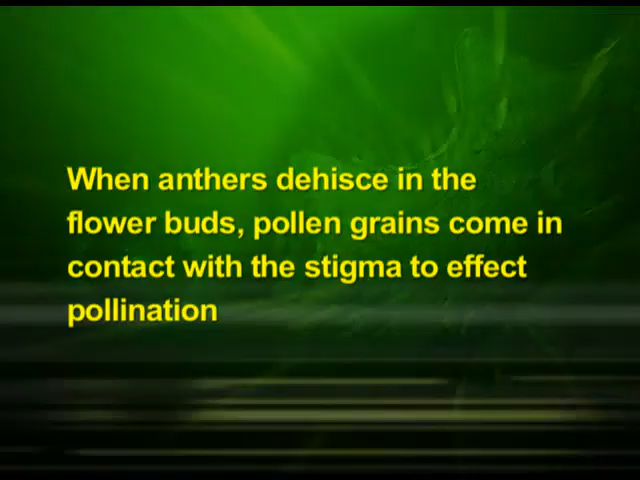 When anthers dehisce in the
flower buds, pollen grains come in
contact with the stigma to effect
pollination